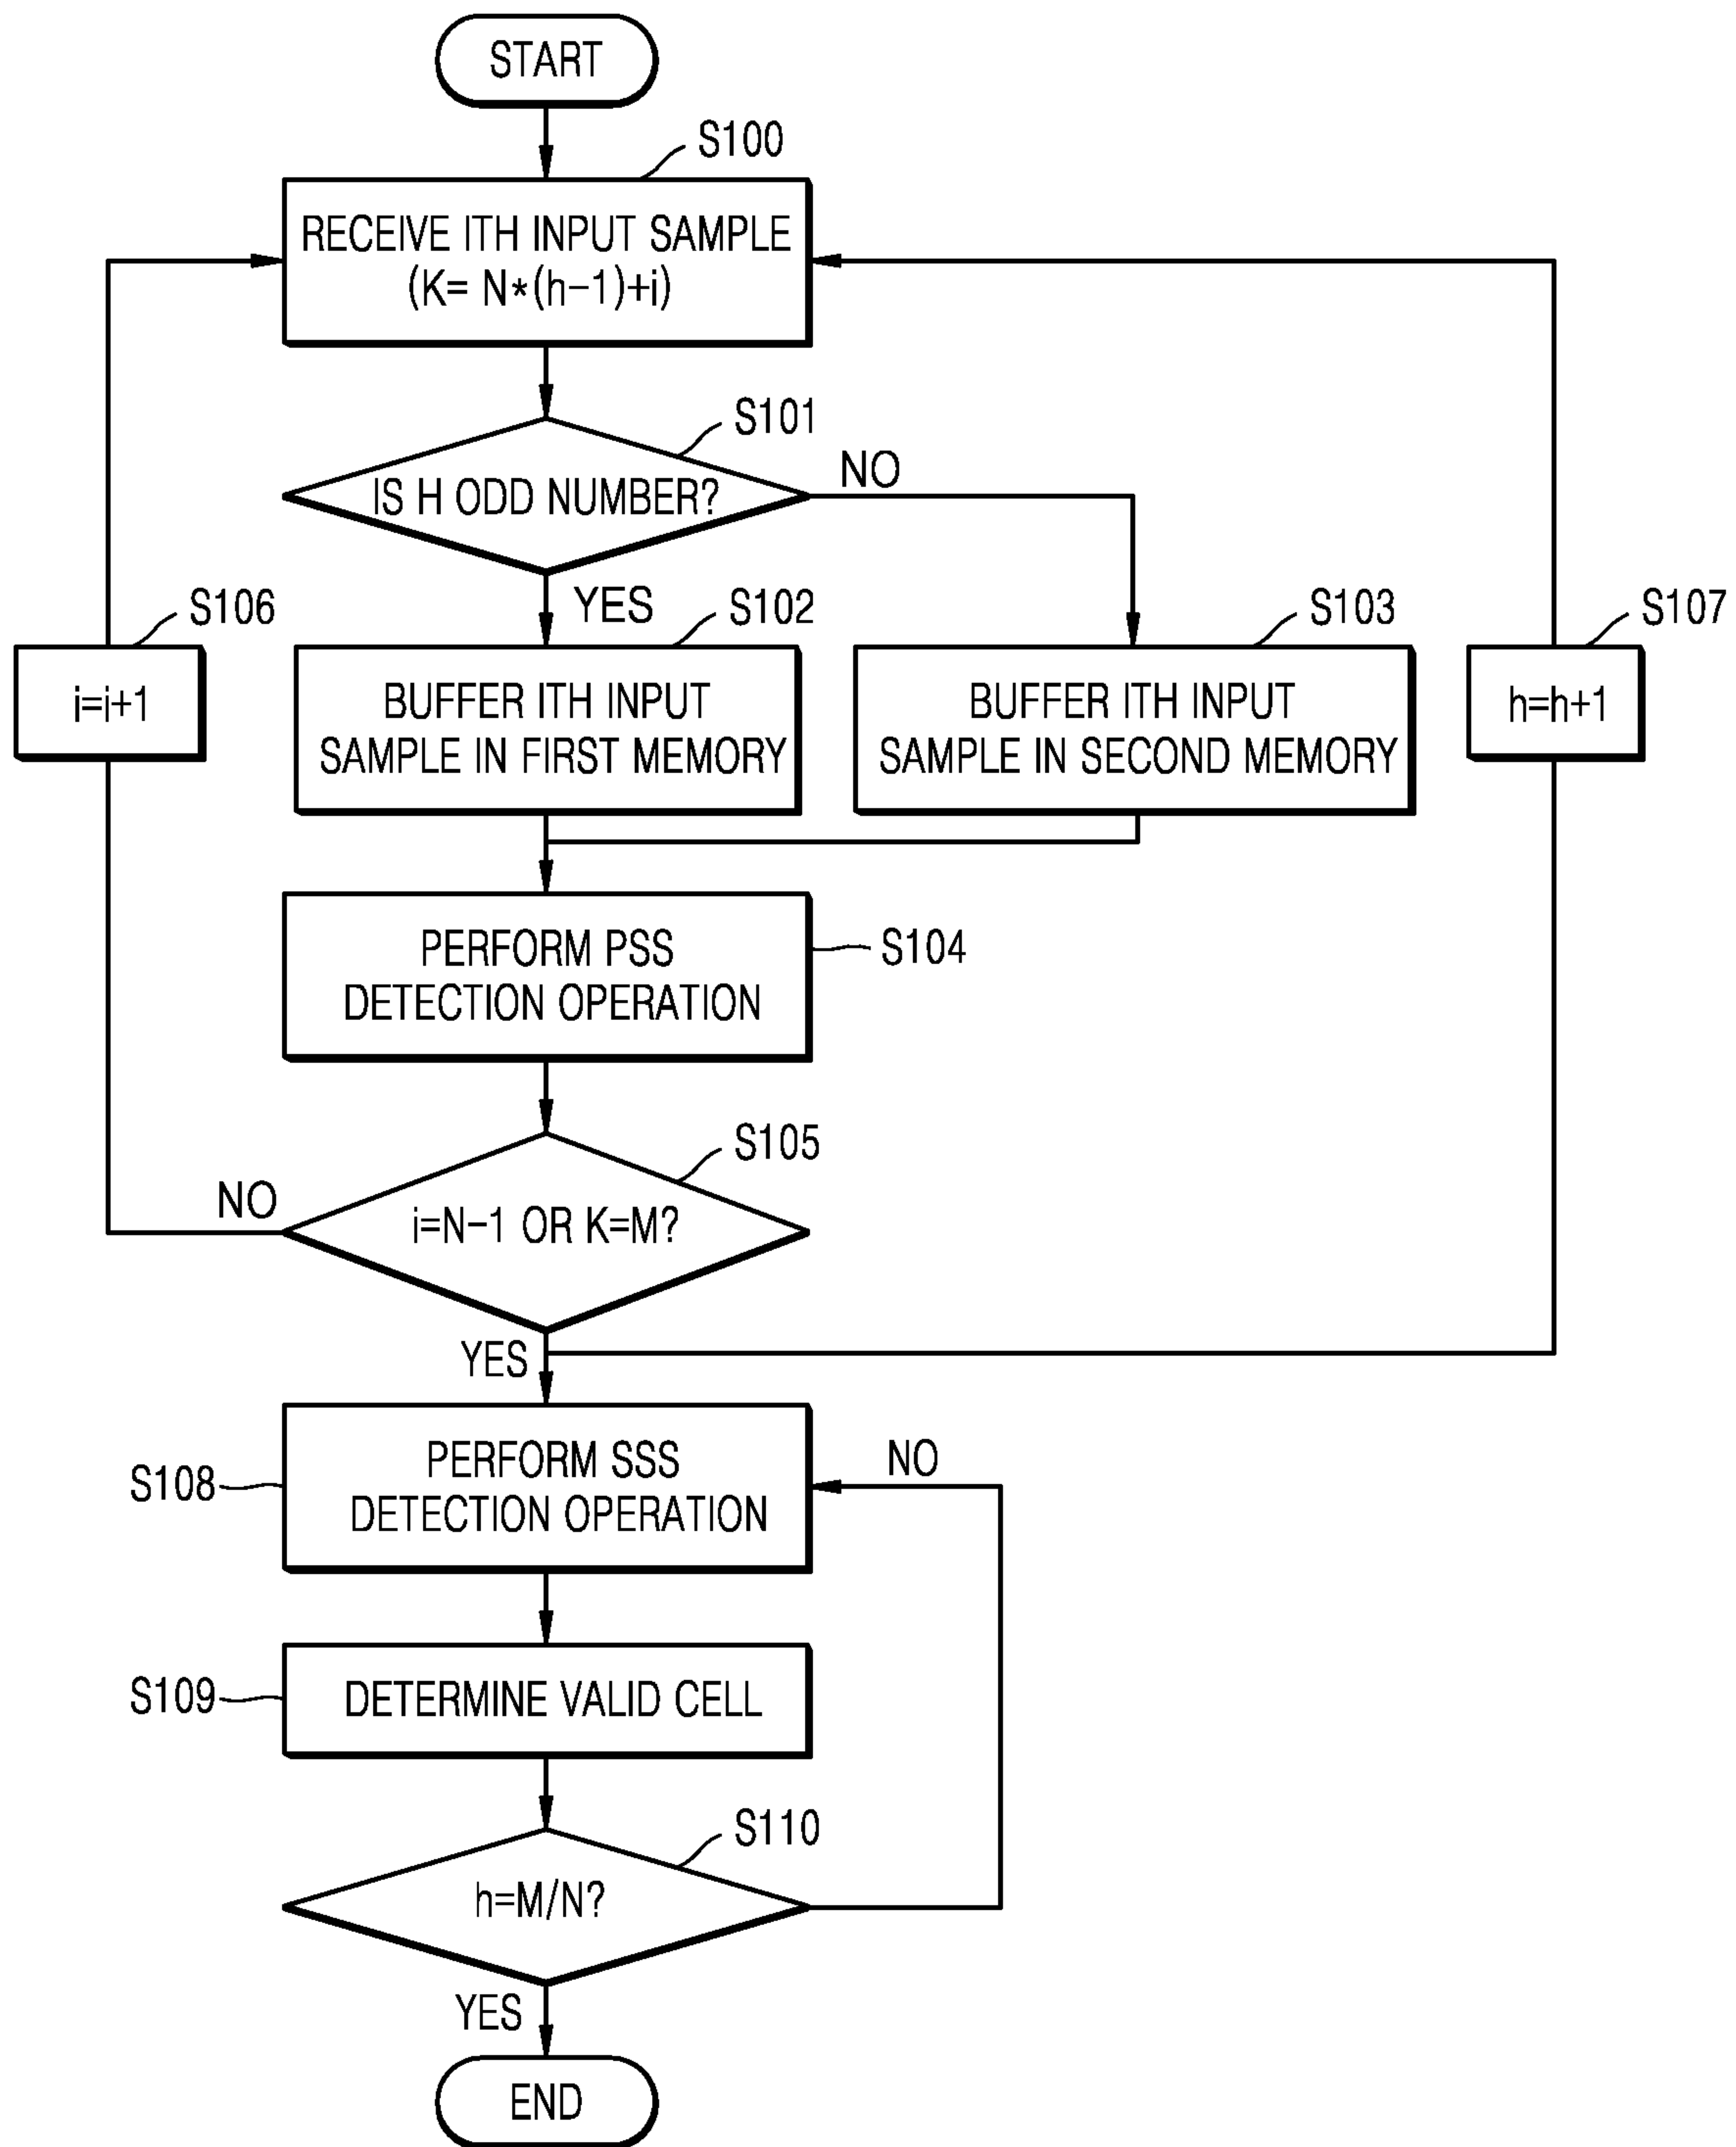 START
S100
RECEIVE ITH INPUT SAMPLE
(K= N*(h-1)+i)
S101
IS H ODD NUMBER?
NO
YES
S106
S102
S103
S107
i=i+1
BUFFER ITH INPUT
SAMPLE IN FIRST MEMORY
BUFFER ITH INPUT
SAMPLE IN SECOND MEMORY
h=h+1
PERFORM PSS
DETECTION OPERATION
S104
S105
NO
i=N-1 OR K=M?
YES
S108
PERFORM SSS
DETECTION OPERATION
NO
S109
DETERMINE VALID CELL
S110
h=M/N?
YES
END